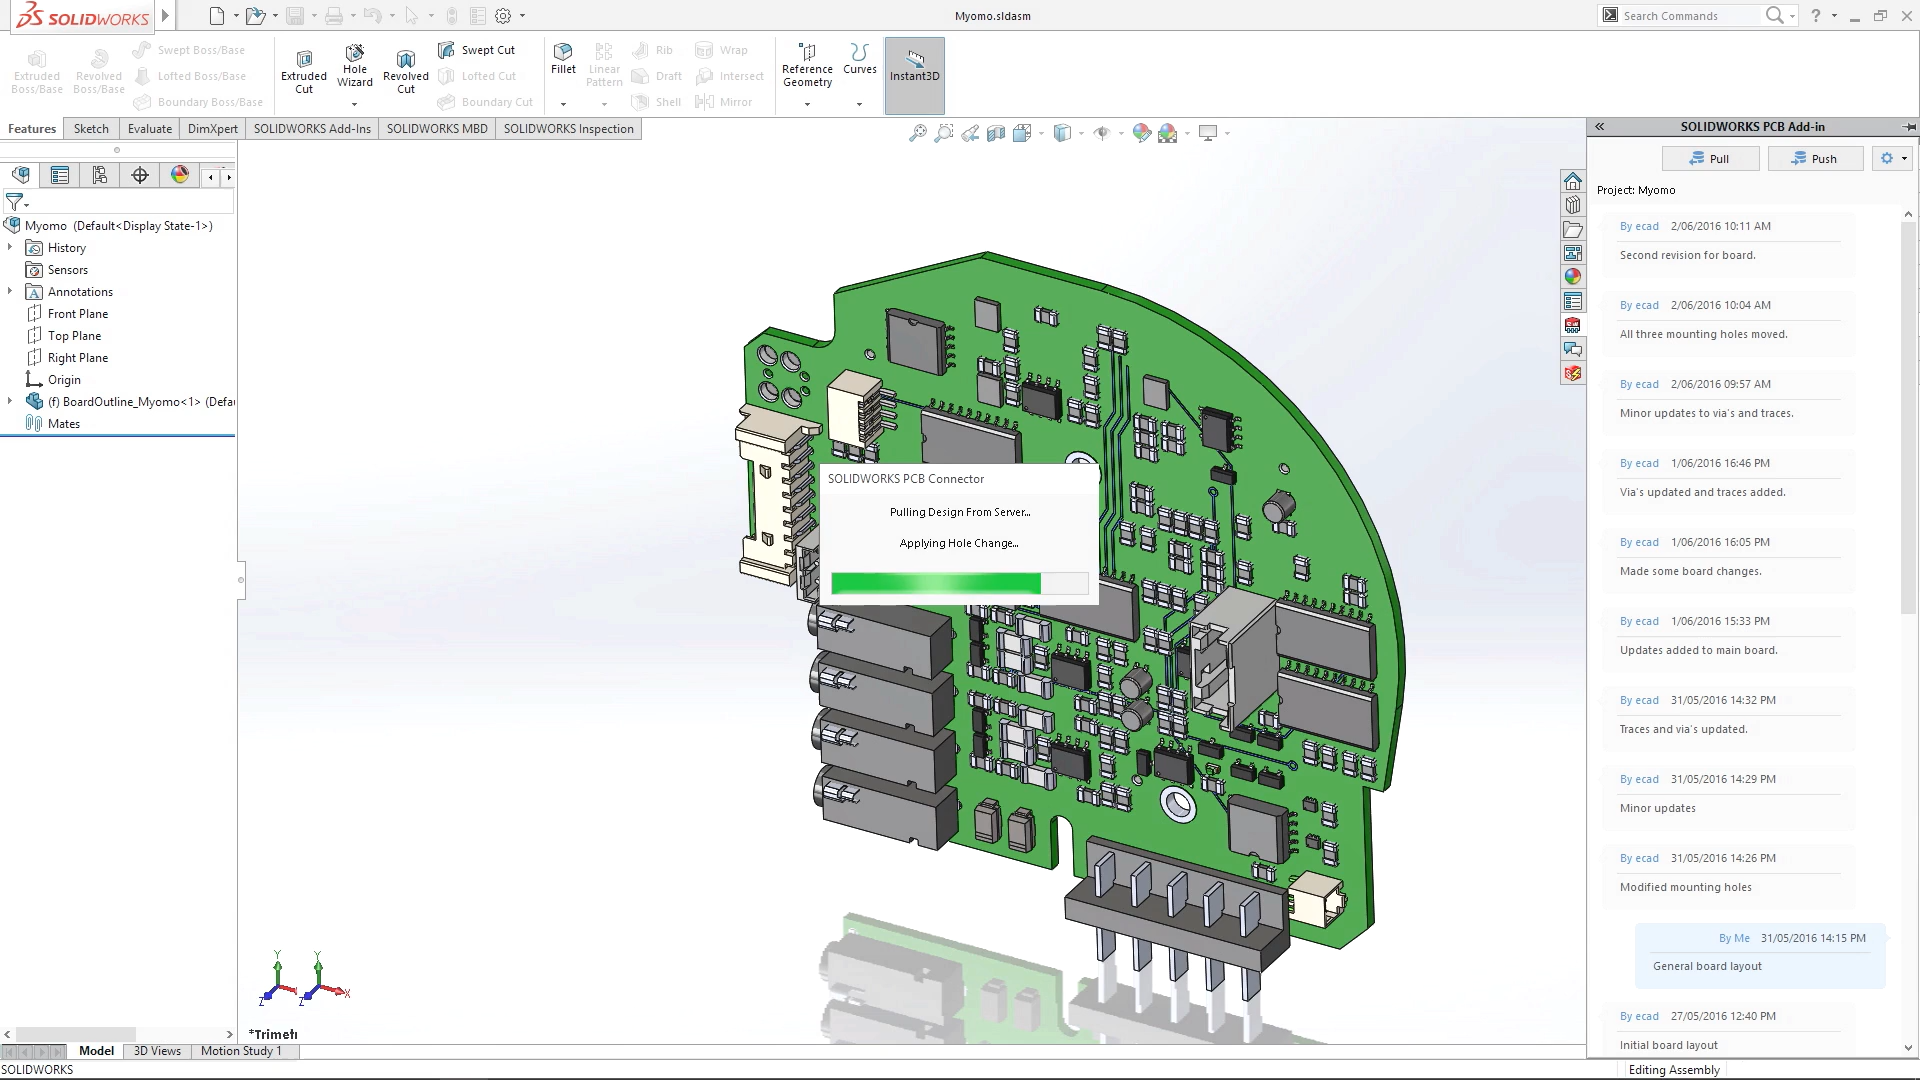 SOLIDWORKS
Myomo.sldasm
Search Commands
?
Extruded Boss/Base
Revolved Boss/Base
Swept Boss/Base
Lofted Boss/Base
Boundary Boss/Base
Extruded Cut
Hole Wizard
Revolved Cut
Swept Cut
Lofted Cut
Boundary Cut
Fillet
Linear Pattern
Rib
Draft
Shell
Wrap
Intersect
Mirror
Reference Geometry
Curves
Instant3D
Features
Sketch
Evaluate
DimXpert
SOLIDWORKS Add-Ins
SOLIDWORKS MBD
SOLIDWORKS Inspection
Myomo (Default<Display State-1>)
History
Sensors
A Annotations
Front Plane
Top Plane
Right Plane
Origin
(f) BoardOutline_Myomo<1> (Defau
Mates
SOLIDWORKS PCB Connector
Pulling Design From Server...
Applying Hole Change...
Y Y
Z Z X
*Trimetr
SOLIDWORKS PCB Add-in
Pull
Push
Project: Myomo
By ecad 2/06/2016 10:11 AM
Second revision for board.
By ecad 2/06/2016 10:04 AM
All three mounting holes moved.
By ecad 2/06/2016 09:57 AM
Minor updates to via's and traces.
By ecad 1/06/2016 16:46 PM
Via's updated and traces added.
By ecad 1/06/2016 16:05 PM
Made some board changes.
By ecad 1/06/2016 15:33 PM
Updates added to main board.
By ecad 31/05/2016 14:32 PM
Traces and via's updated.
By ecad 31/05/2016 14:29 PM
Minor updates
By ecad 31/05/2016 14:26 PM
Modified mounting holes
By Me 31/05/2016 14:15 PM
General board layout
By ecad 27/05/2016 12:40 PM
Initial board layout
Model
3D Views
Motion Study 1
SOLIDWORKS
Editing Assembly